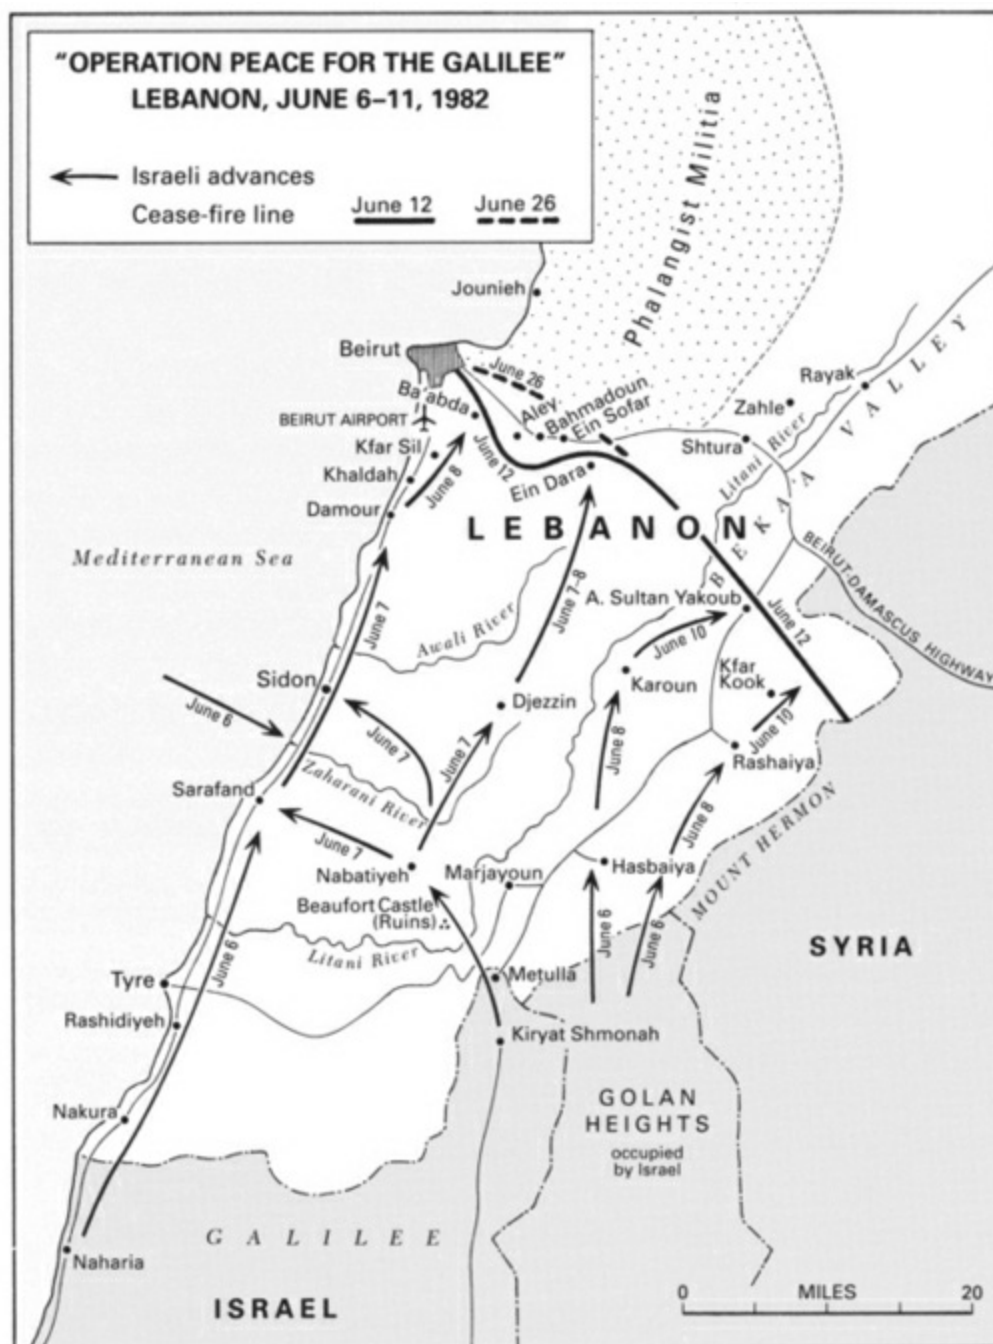 "OPERATION PEACE FOR THE GALILEE"
LEBANON, JUNE 6–11, 1982
Israeli advances
Cease-fire line
June 12
June 26
Phalangist Militia
Jounieh
Beirut
June 26
Ba'abda
Aley
Bahmadoun
Ein Sofar
Rayak
Zahle
BEIRUT AIRPORT
Kfar Sil
Shtura
Litani River
BEKA'A VALLEY
Khaldah
June 8
June 12
Ein Dara
Damour
LEBANON
Mediterranean Sea
BEIRUT-DAMASCUS HIGHWAY
A. Sultan Yakoub
June 12
June 7
Awali River
June 7–8
June 10
Sidon
Karoun
Kfar
Kook
Djezzin
June 6
June 7
June 7
June 8
June 10
Rashaiya
Sarafand
Zaharani River
June 8
MOUNT HERMON
June 7
Nabatiyeh
Marjayoun
Hasbaiya
Beaufort Castle
(Ruins)
Litani River
June 6
June 6
June 6
SYRIA
Tyre
Metulla
Rashidiyeh
Kiryat Shmonah
Nakura
GOLAN
HEIGHTS
occupied
by Israel
GALILEE
Naharia
ISRAEL
0 MILES 20